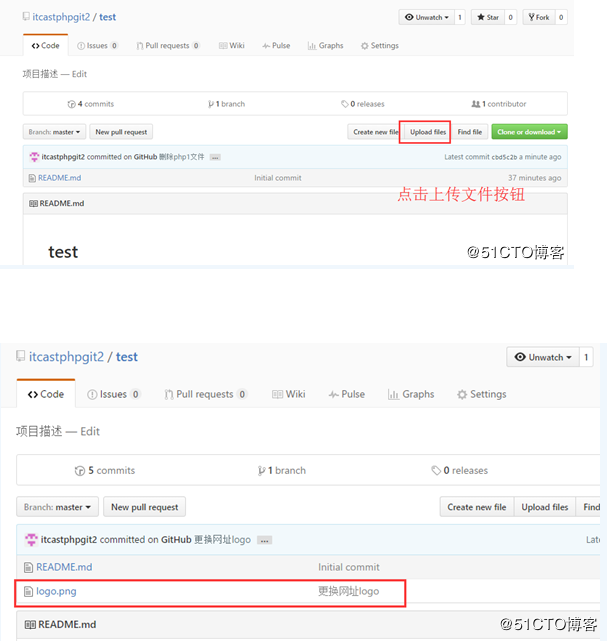 itcastphpgit2 / test
Unwatch 1 Star 0 Fork 0
Code Issues 0 Pull requests 0 Wiki Pulse Graphs Settings
项目描述 — Edit
4 commits 1 branch 0 releases 1 contributor
Branch: master New pull request Create new file Upload files Find file Clone or download
itcastphpgit2 committed on GitHub 删除php1文件 ... Latest commit cbd5c2b a minute ago
README.md Initial commit 37 minutes ago
点击上传文件按钮
README.md
test
@51CTO博客
itcastphpgit2 / test
Unwatch 1
Code Issues 0 Pull requests 0 Wiki Pulse Graphs Settings
项目描述 — Edit
5 commits 1 branch 0 releases
Branch: master New pull request Create new file Upload files Find
itcastphpgit2 committed on GitHub 更换网址logo ... Late
README.md Initial commit
logo.png 更换网址logo
README.md
@51CTO博客